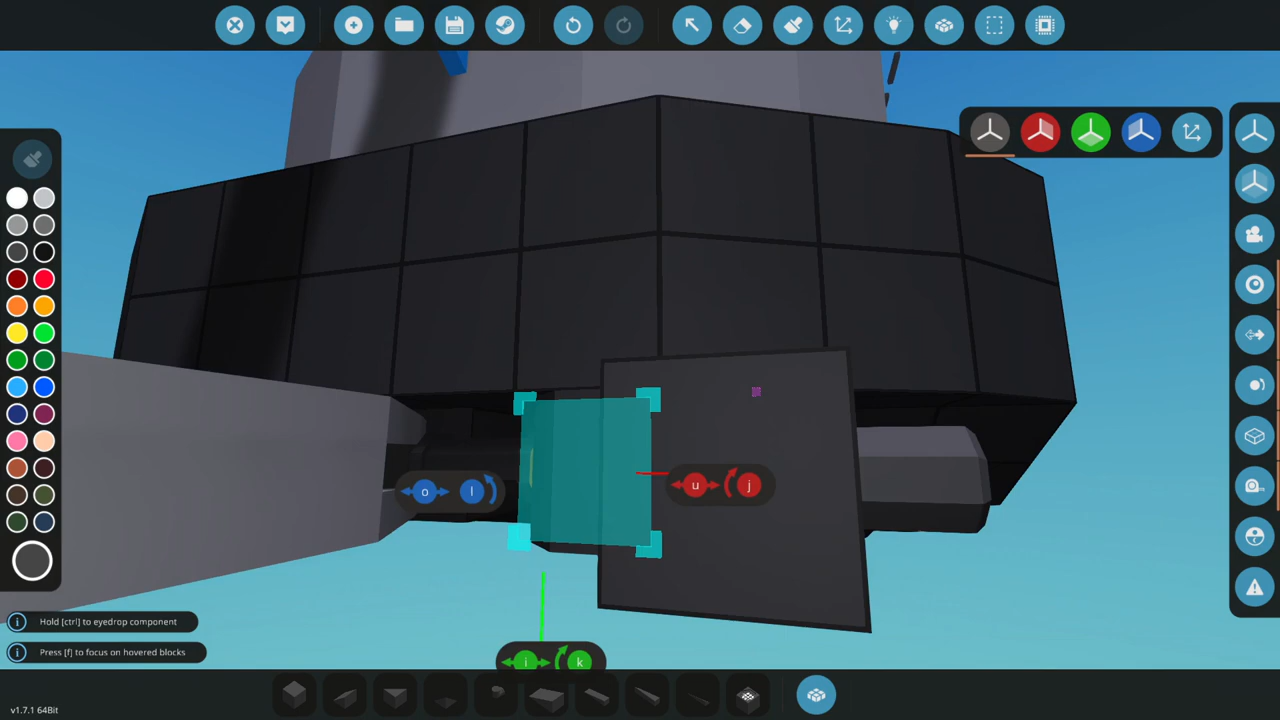 o l
u j
i k
Hold [ctrl] to eyedrop component
Press [f] to focus on hovered blocks
v1.7.1 64Bit